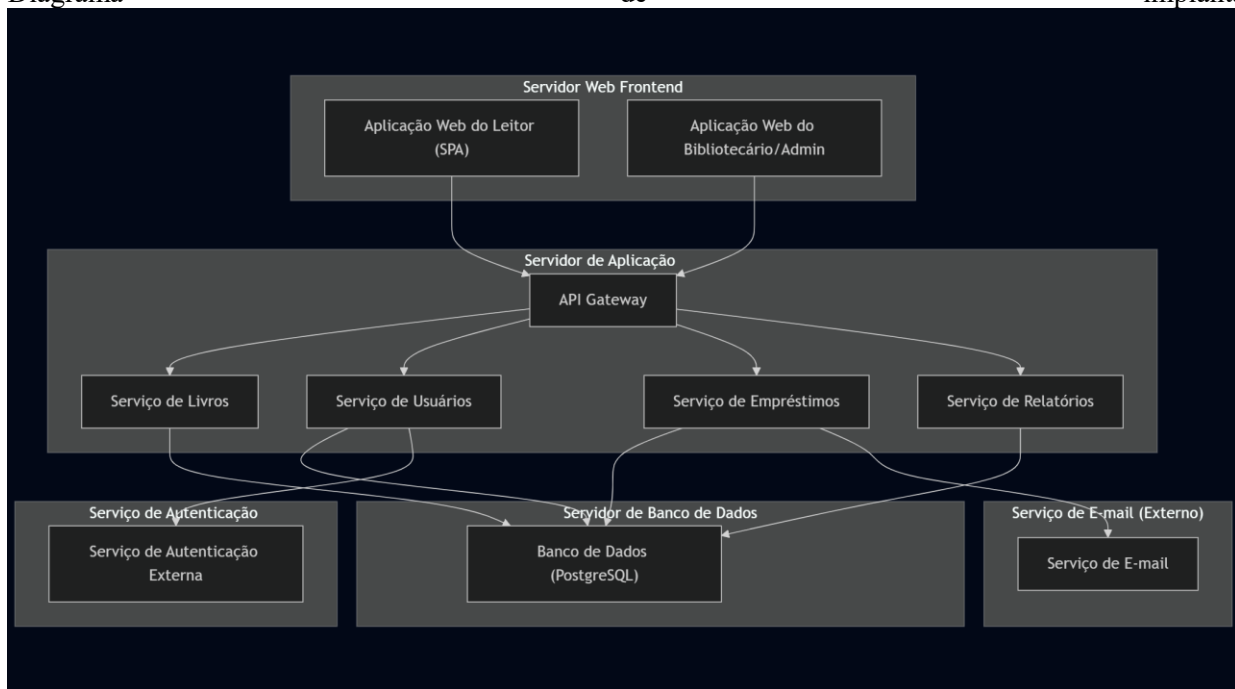 Diagrama de
Servidor Web Frontend
Aplicação Web do Leitor
(SPA)
Aplicação Web do
Bibliotecário/Admin
Servidor de Aplicação
API Gateway
Serviço de Livros
Serviço de Usuários
Serviço de Empréstimos
Serviço de Relatórios
Serviço de Autenticação
Serviço de Autenticação
Externa
Servidor de Banco de Dados
Banco de Dados
(PostgreSQL)
Serviço de E-mail (Externo)
Serviço de E-mail